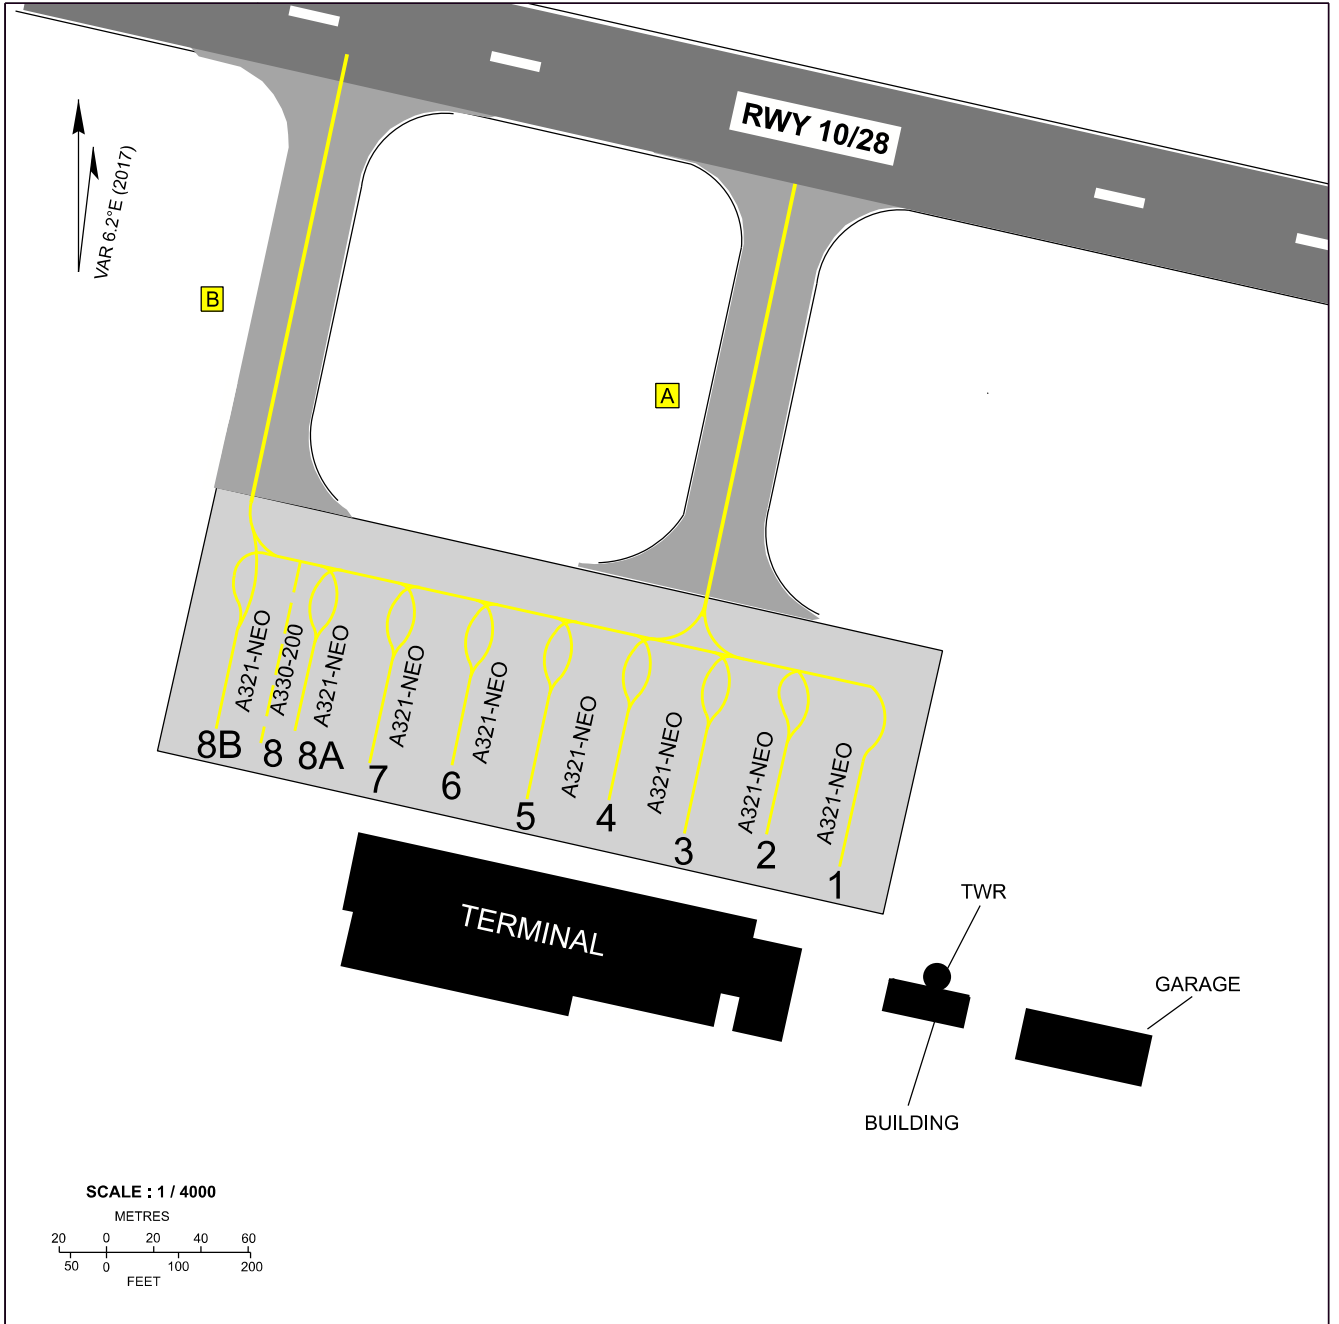 RWY 10/28
VAR 6.2°E (2017)
B
A
A321-NEO
A330-200
A321-NEO
A321-NEO
A321-NEO
A321-NEO
A321-NEO
A321-NEO
A321-NEO
8B
8
8A
7
6
5
4
3
2
1
TERMINAL
TWR
GARAGE
BUILDING
SCALE : 1 / 4000
METRES
20 0 20 40 60
50 0 100 200
FEET